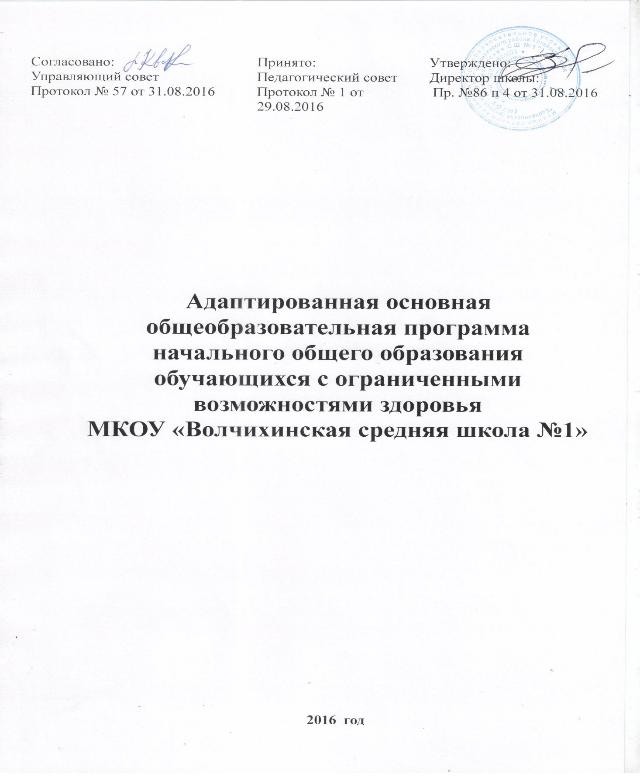 Согласовано:
Управляющий совет
Протокол № 57 от 31.08.2016
Принято:
Педагогический совет
Протокол № 1 от
29.08.2016
Утверждено:
Директор школы:
Пр. №86 п 4 от 31.08.2016
Адаптированная основная
общеобразовательная программа
начального общего образования
обучающихся с ограниченными
возможностями здоровья
МКОУ «Волчихинская средняя школа №1»
2016 год